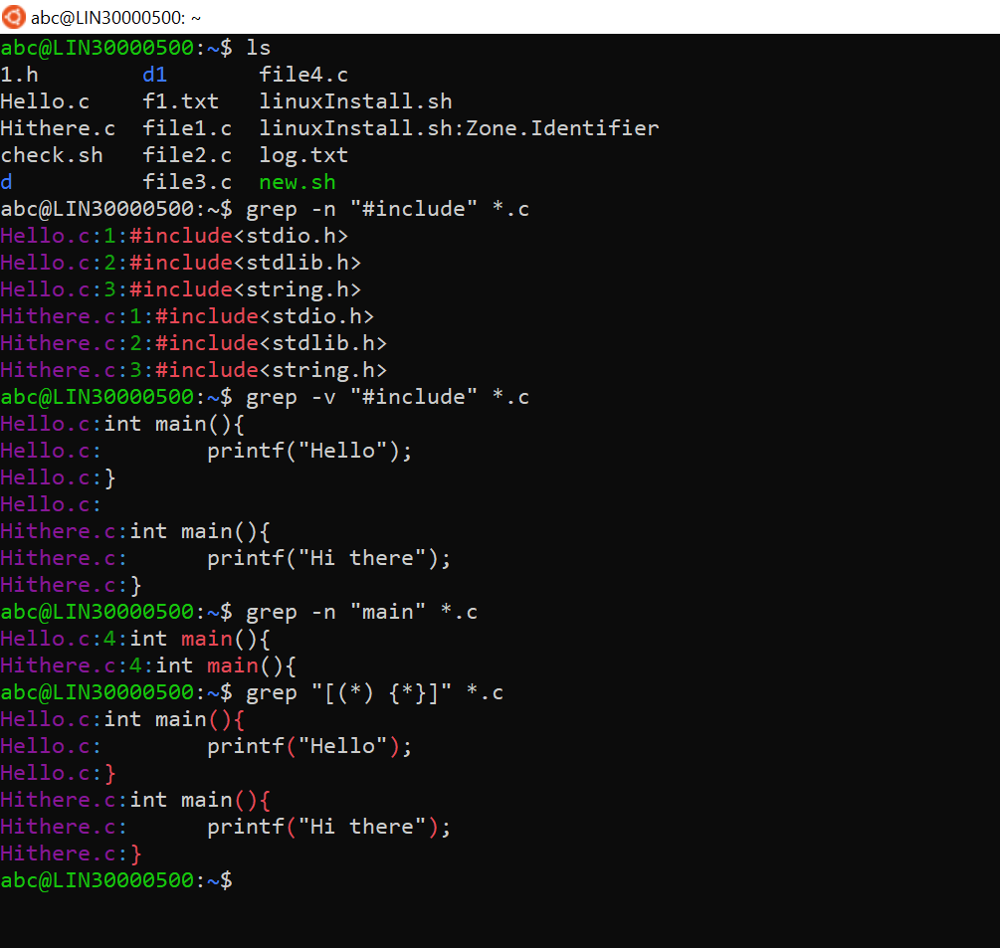 abc@LIN30000500: ~
abc@LIN30000500:~$ ls
1.h        d1       file4.c
Hello.c    f1.txt   linuxInstall.sh
Hithere.c  file1.c  linuxInstall.sh:Zone.Identifier
check.sh   file2.c  log.txt
d          file3.c  new.sh
abc@LIN30000500:~$ grep -n "#include" *.c
Hello.c:1:#include<stdio.h>
Hello.c:2:#include<stdlib.h>
Hello.c:3:#include<string.h>
Hithere.c:1:#include<stdio.h>
Hithere.c:2:#include<stdlib.h>
Hithere.c:3:#include<string.h>
abc@LIN30000500:~$ grep -v "#include" *.c
Hello.c:int main(){
Hello.c:        printf("Hello");
Hello.c:}
Hello.c:
Hithere.c:int main(){
Hithere.c:      printf("Hi there");
Hithere.c:}
abc@LIN30000500:~$ grep -n "main" *.c
Hello.c:4:int main(){
Hithere.c:4:int main(){
abc@LIN30000500:~$ grep "[(*) {*}]" *.c
Hello.c:int main(){
Hello.c:        printf("Hello");
Hello.c:}
Hithere.c:int main(){
Hithere.c:      printf("Hi there");
Hithere.c:}
abc@LIN30000500:~$